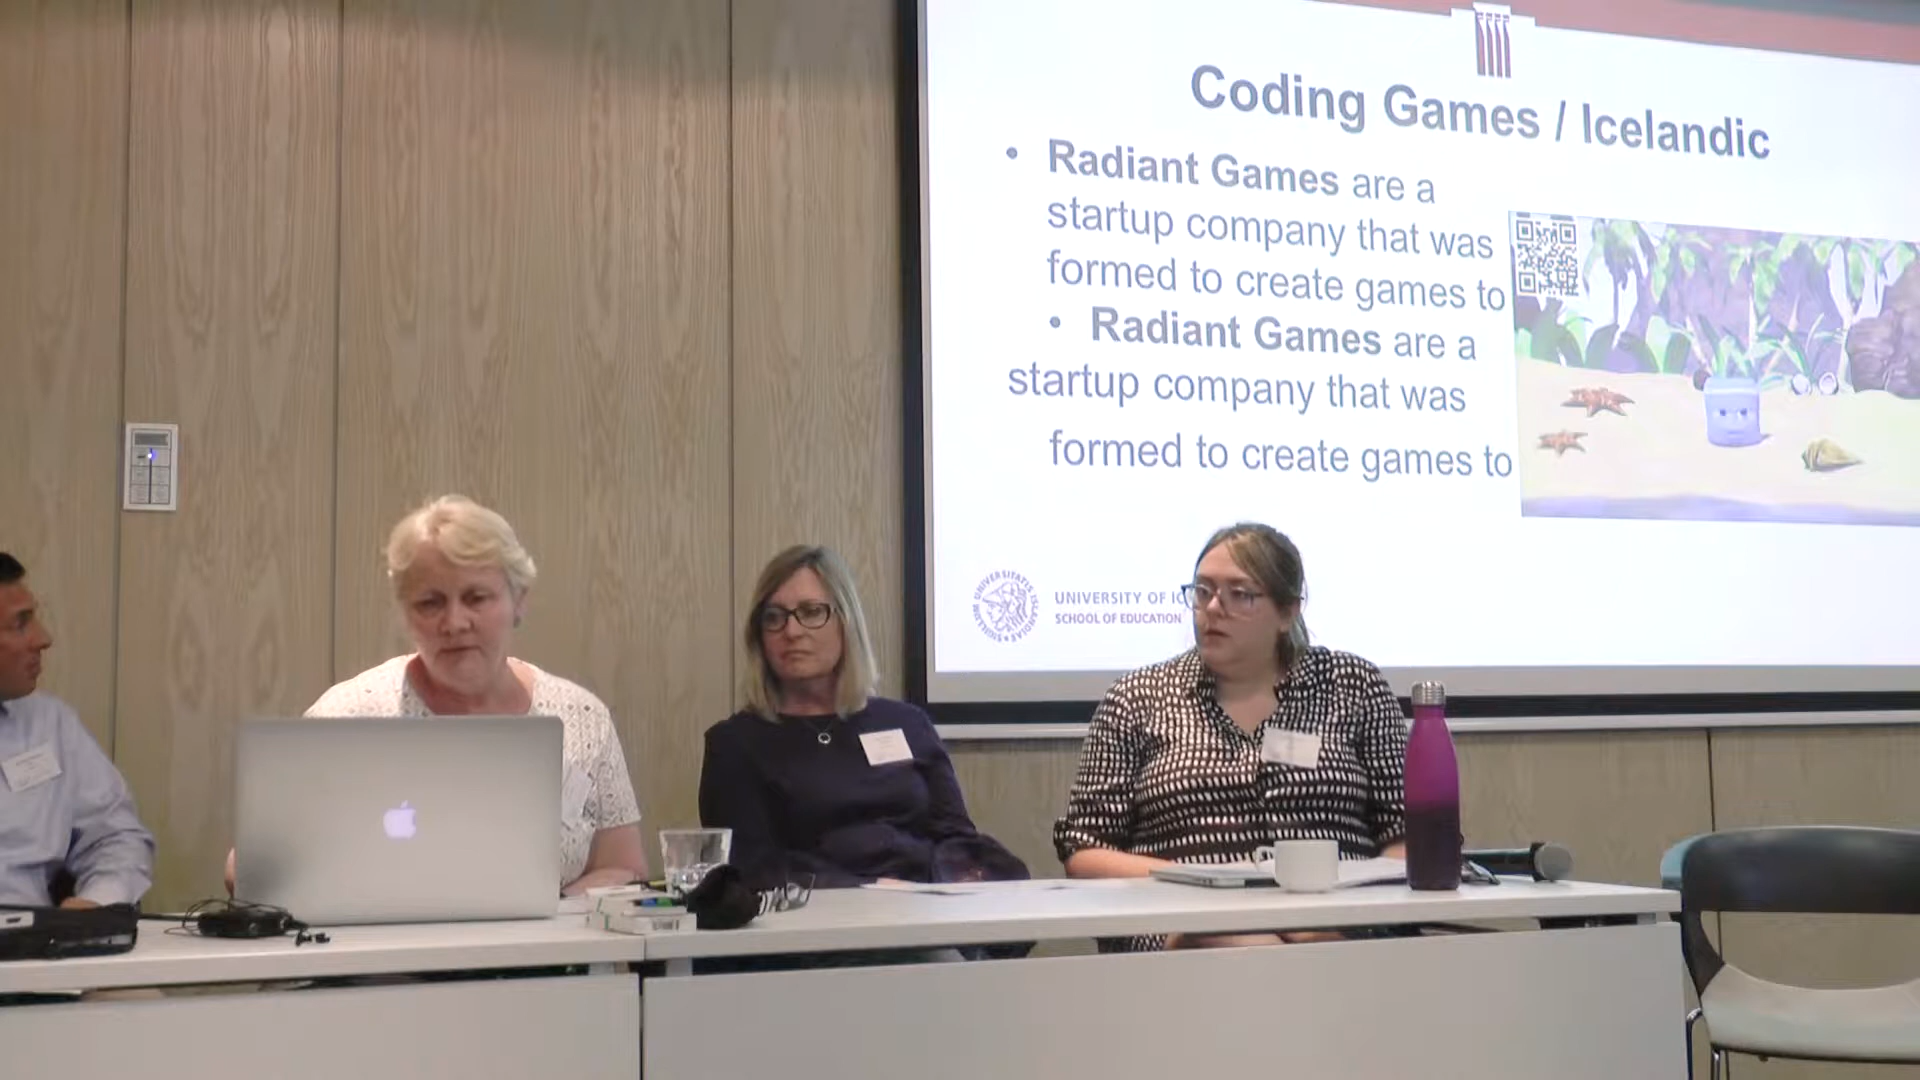 Coding Games / Icelandic
• Radiant Games are a
startup company that was
formed to create games to
• Radiant Games are a
startup company that was
formed to create games to
UNIVERSITY OF
SCHOOL OF EDUCATION